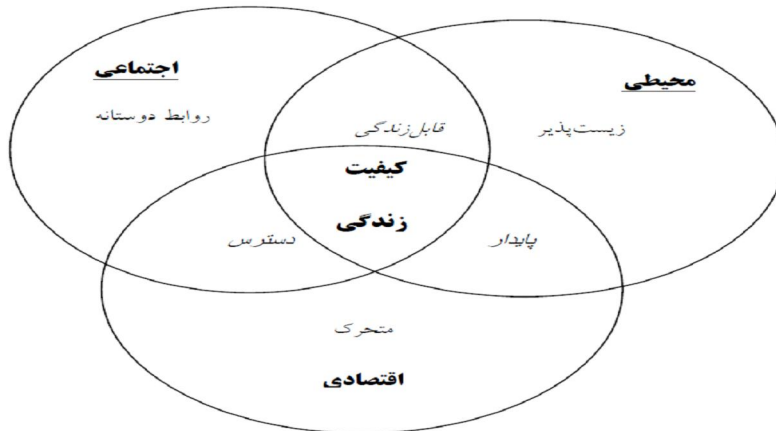 اجتماعی
محیطی
روابط دوستانه
قابل‌زندگی
زیست‌پذیر
کیفیت
زندگی
دسترس
پایدار
متحرک
اقتصادی